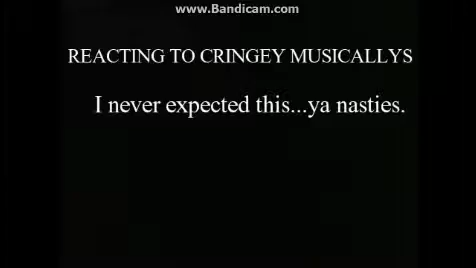 www.Bandicam.com
REACTING TO CRINGEY MUSICALLYS
I never expected this...ya nasties.